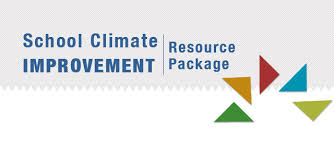 School Climate
IMPROVEMENT
Resource
Package